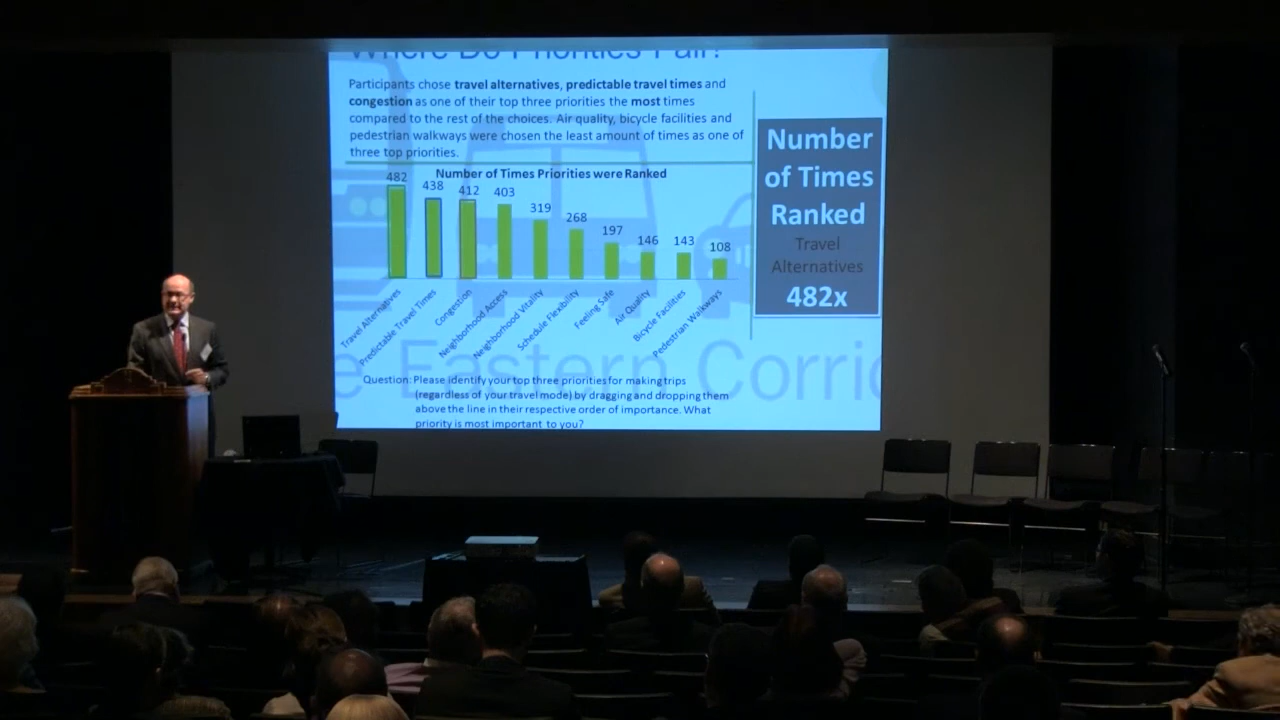 Where Do Priorities Fall?
Participants chose travel alternatives, predictable travel times and
congestion as one of their top three priorities the most times
compared to the rest of the choices. Air quality, bicycle facilities and
pedestrian walkways were chosen the least amount of times as one of
three top priorities.
Number of Times Priorities were Ranked
482
438
412
403
319
268
197
146
143
108
Travel Alternatives
Predictable Travel Times
Congestion
Neighborhood Access
Neighborhood Vitality
Schedule Flexibility
Feeling Safe
Air Quality
Bicycle Facilities
Pedestrian Walkways
Number
of Times
Ranked
Travel
Alternatives
482x
e Eastern Corri
Question: Please identify your top three priorities for making trips
(regardless of your travel mode) by dragging and dropping them
above the line in their respective order of importance. What
priority is most important to you?